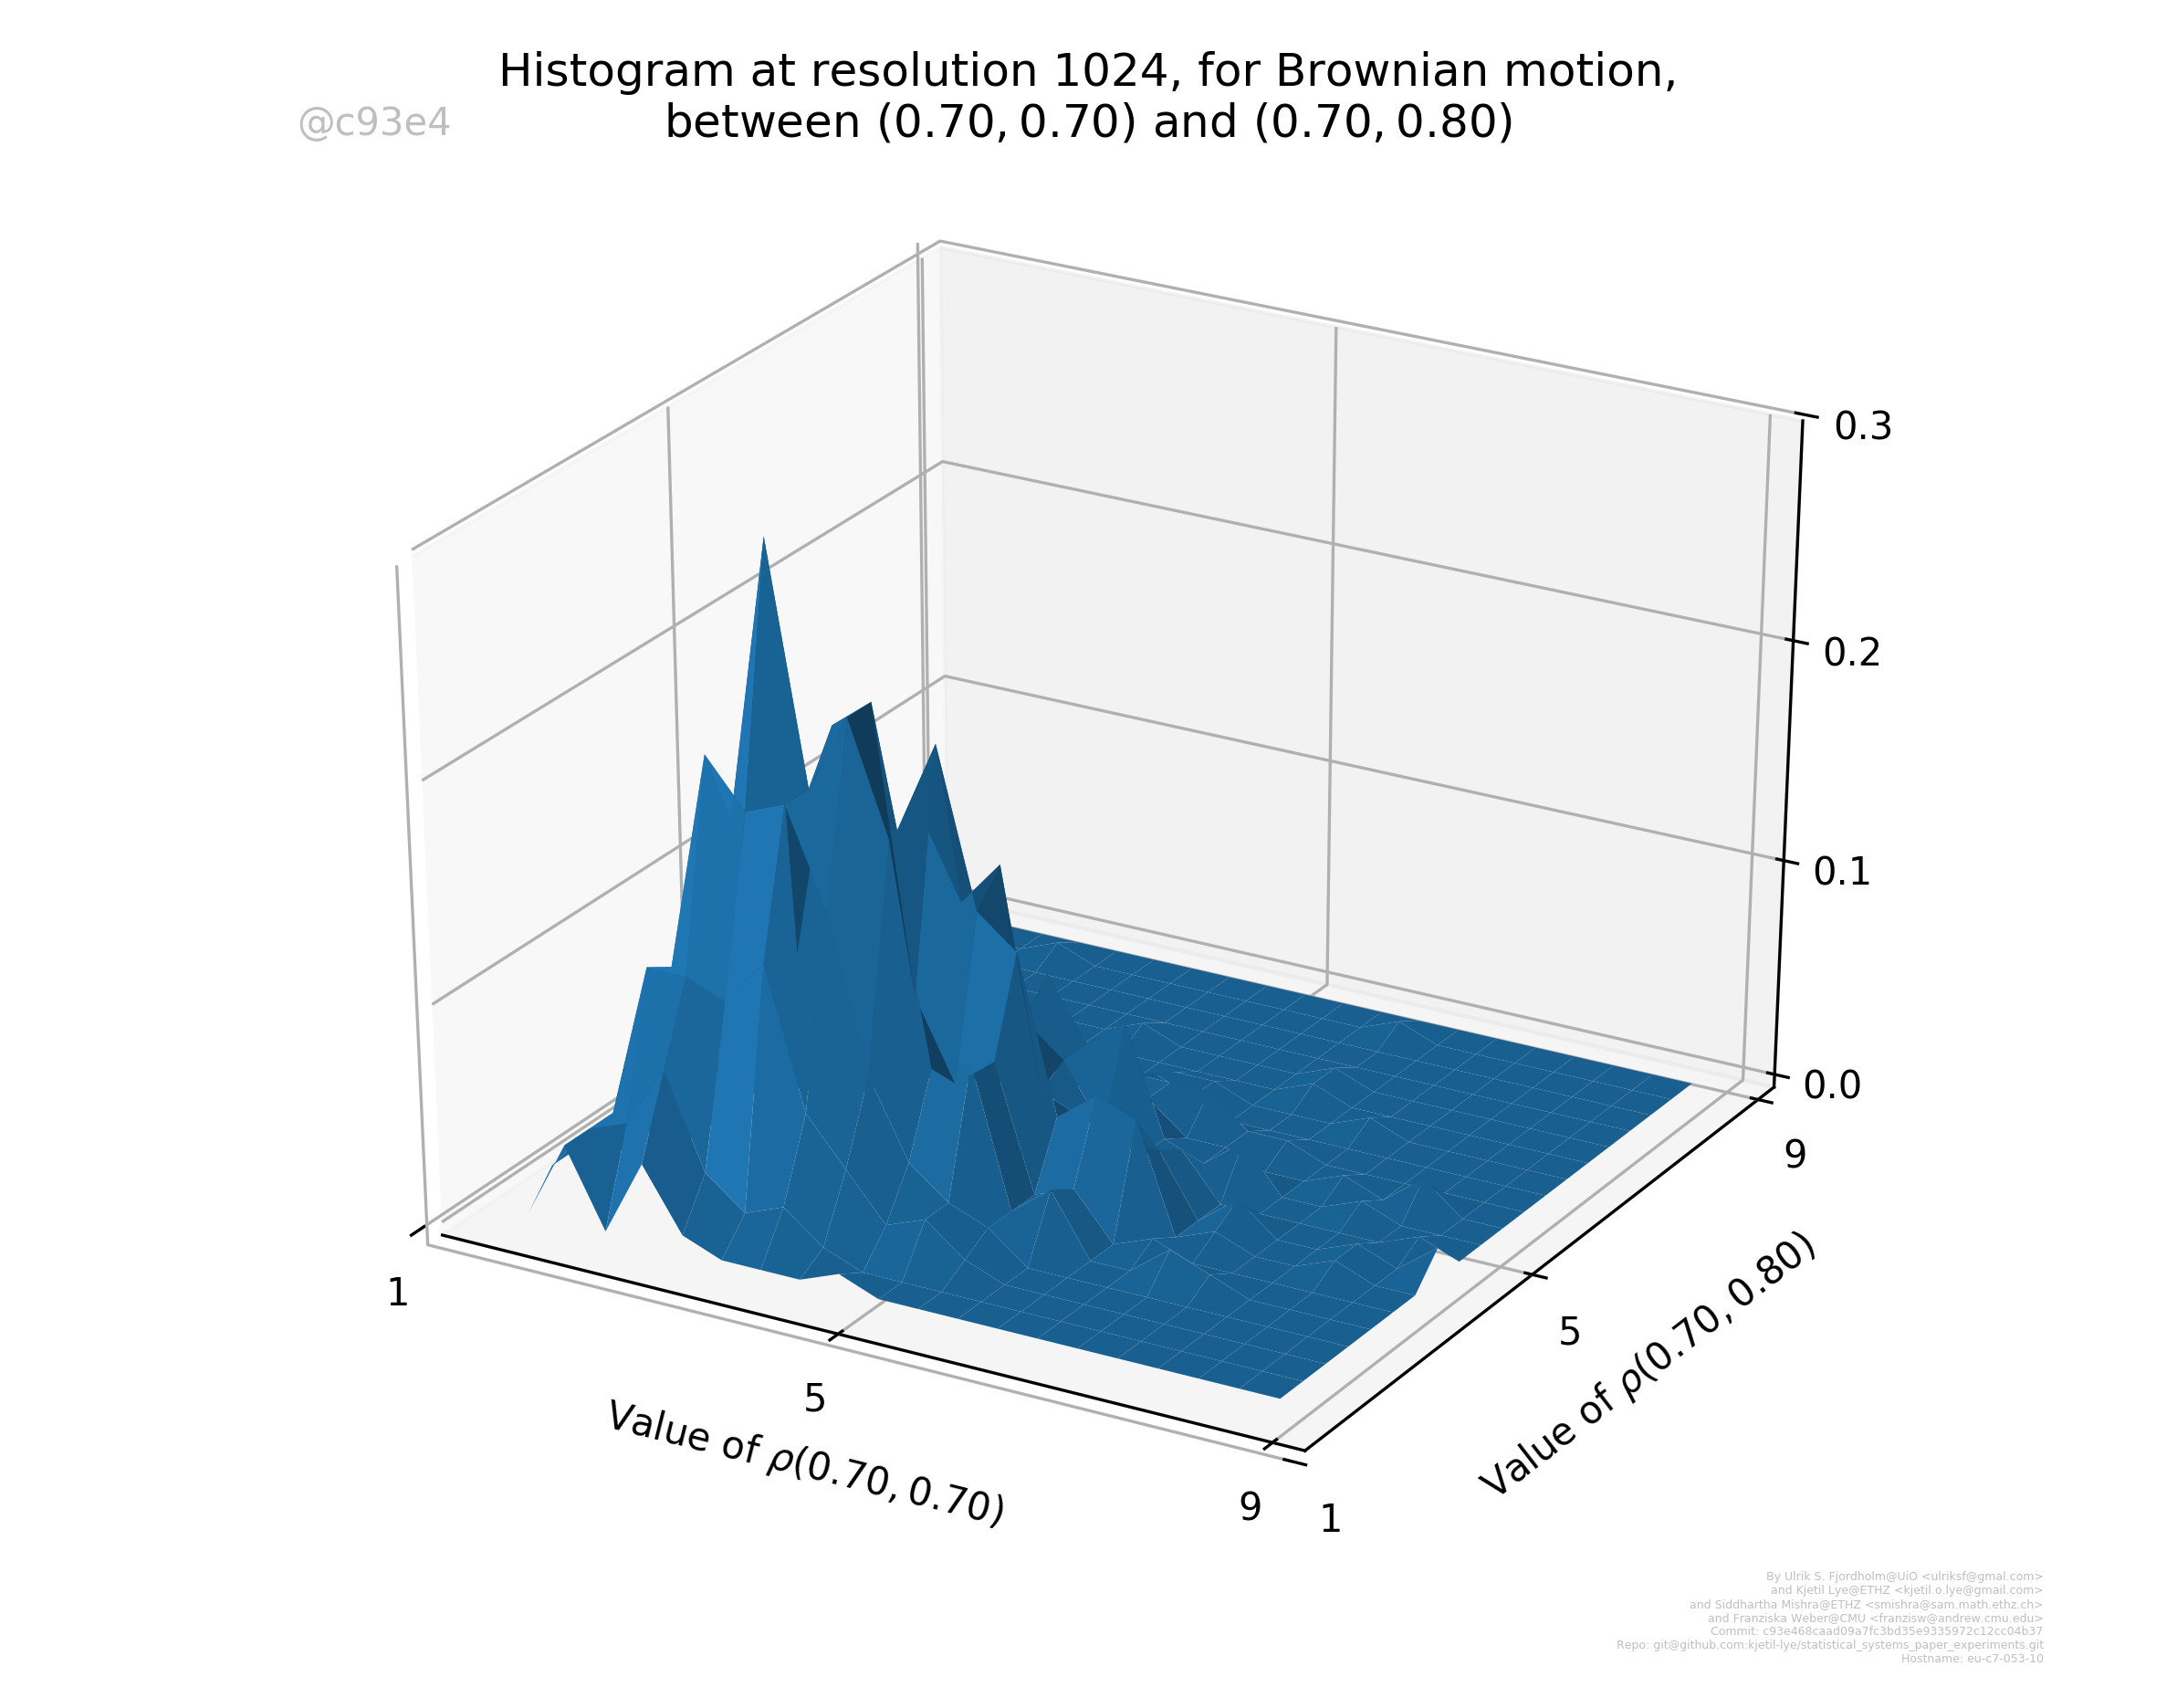 Histogram at resolution 1024, for Brownian motion,
between (0.70, 0.70) and (0.70, 0.80)
@c93e4
0.3
0.2
0.1
0.0
9
5
1
1
5
9
Value of ρ(0.70, 0.70)
Value of ρ(0.70, 0.80)
By Ulrik S. Fjordholm@UiO <ulriksf@gmal.com>
and Kjetil Lye@ETHZ <kjetil.o.lye@gmail.com>
and Siddhartha Mishra@ETHZ <smishra@sam.math.ethz.ch>
and Franziska Weber@CMU <franzisw@andrew.cmu.edu>
Commit: c93e468caad09a7fc3bd35e9335972c12cc04b37
Repo: git@github.com:kjetil-lye/statistical_systems_paper_experiments.git
Hostname: eu-c7-053-10